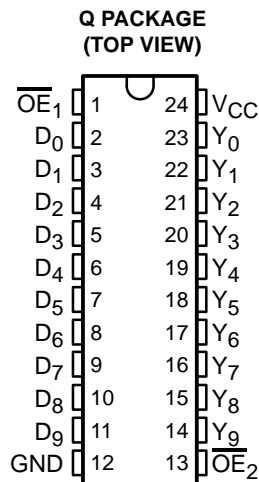 Q PACKAGE
(TOP VIEW)
OE1 1 24 VCC
D0 2 23 Y0
D1 3 22 Y1
D2 4 21 Y2
D3 5 20 Y3
D4 6 19 Y4
D5 7 18 Y5
D6 8 17 Y6
D7 9 16 Y7
D8 10 15 Y8
D9 11 14 Y9
GND 12 13 OE2